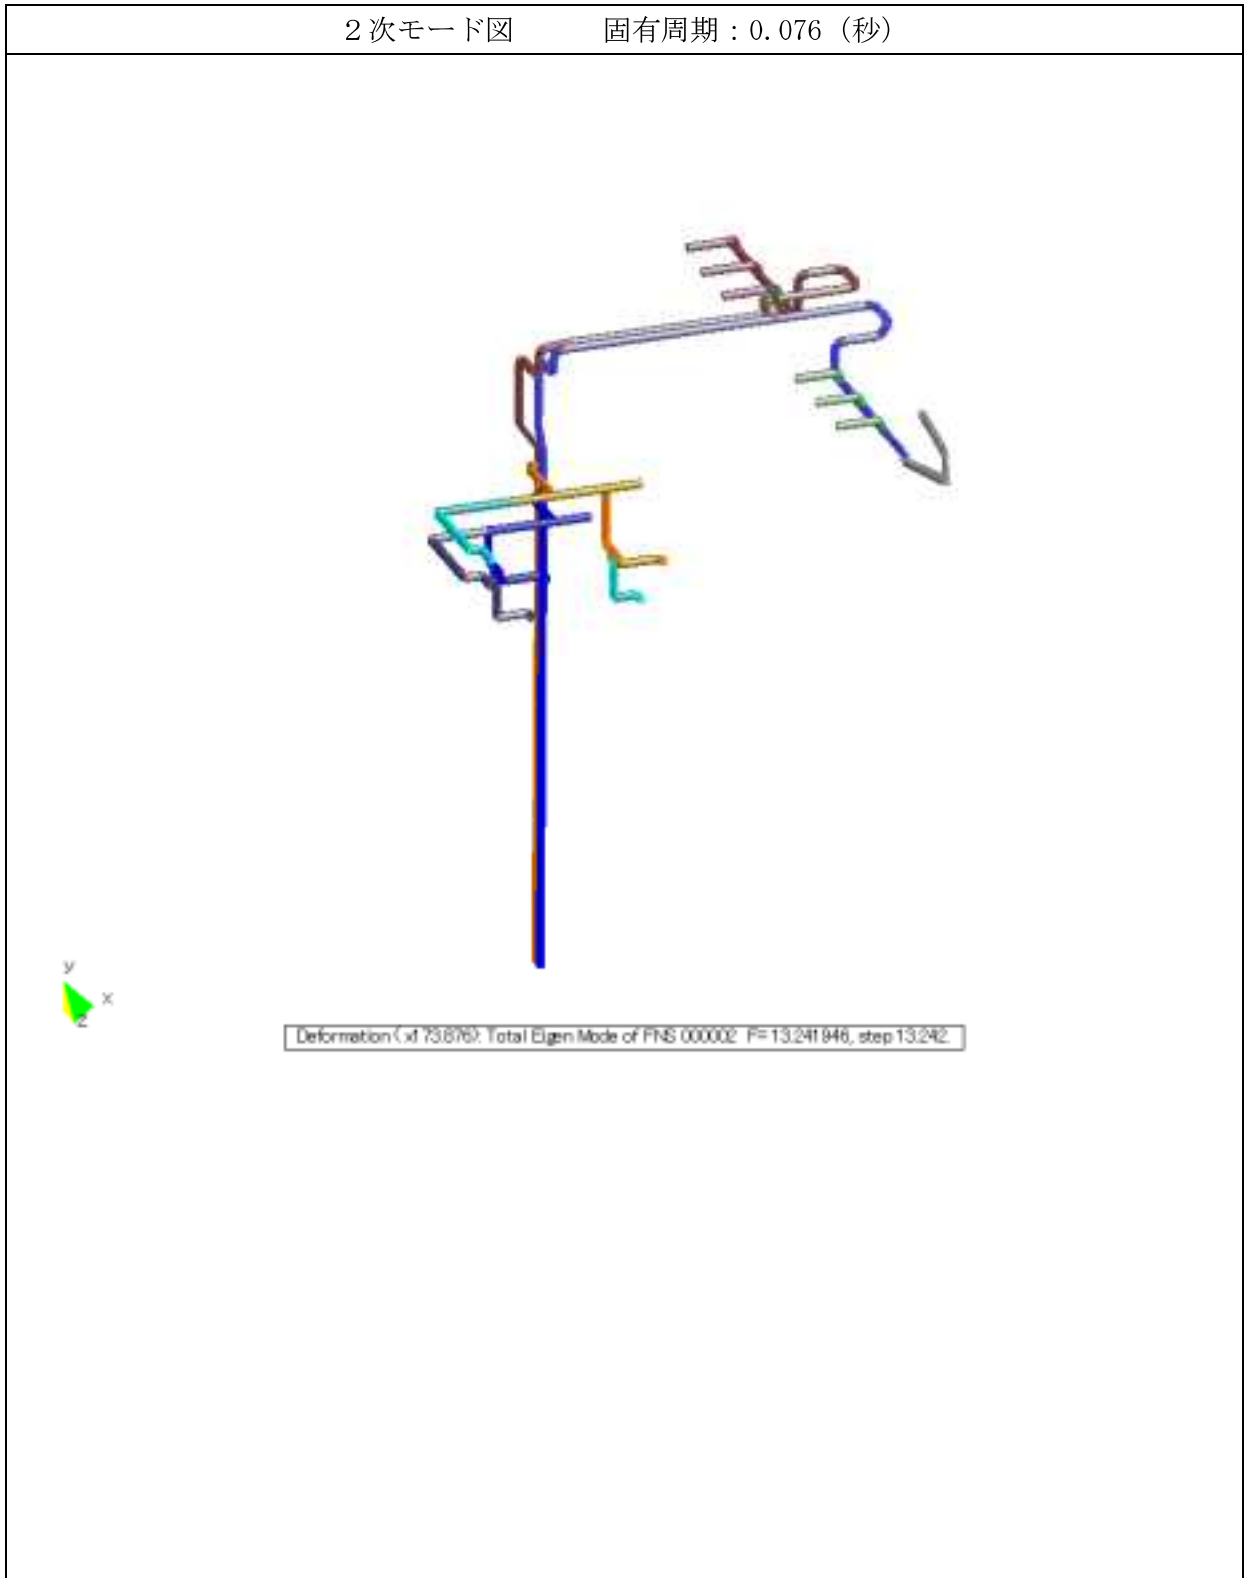 ２次モード図　　　固有周期：0.076（秒）
y
x
z
Deformation ( x173.876): Total Eigen Mode of FNS 000002 F= 13.241946, step 13.242.